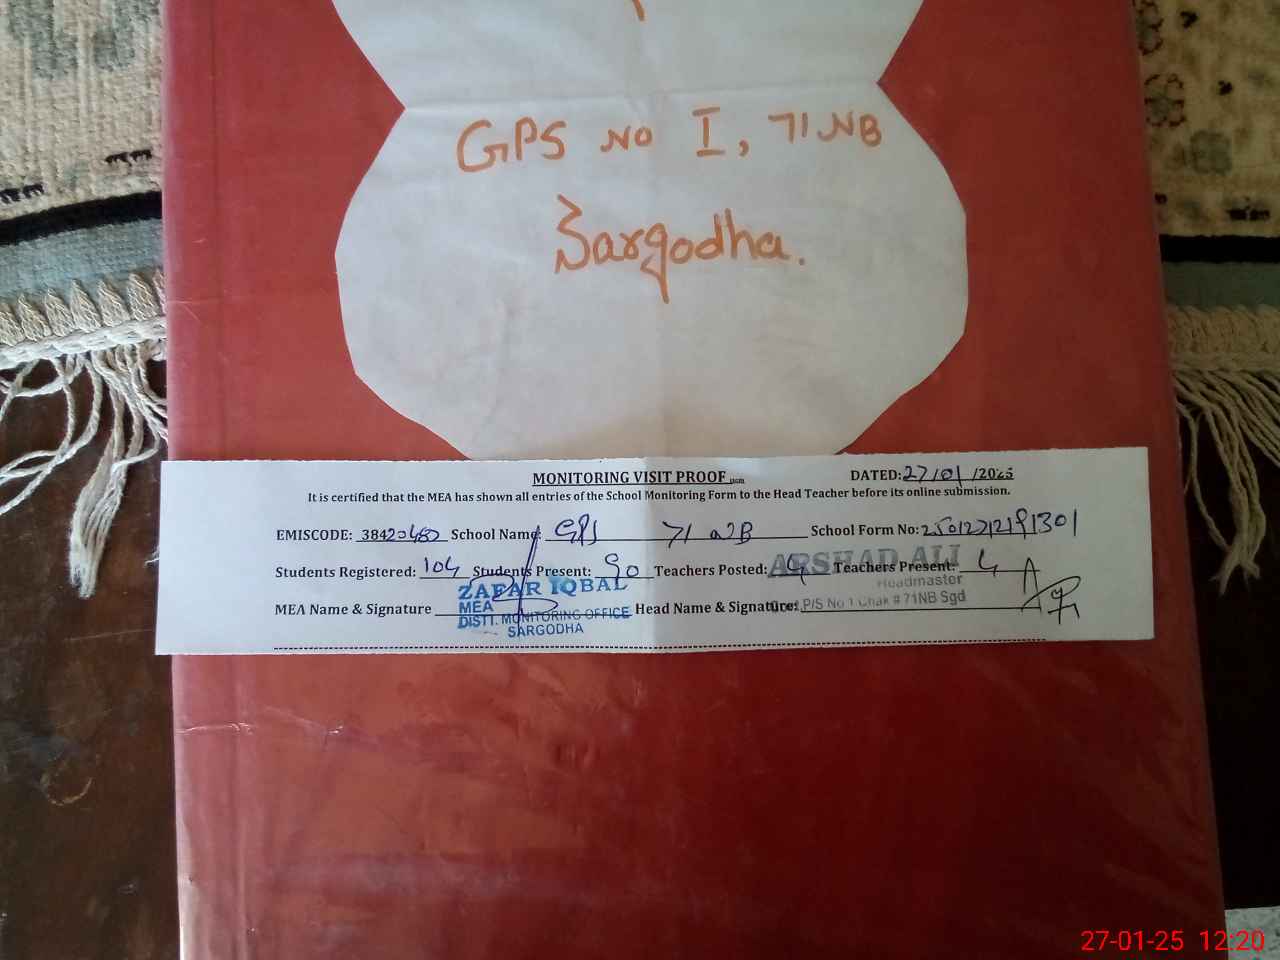 GPS No I, 71 NB
Sargodha.
MONITORING VISIT PROOF
DATED: 27/01/2025
It is certified that the MEA has shown all entries of the School Monitoring Form to the Head Teacher before its online submission.
EMISCODE: 38420480 School Name: GPS 71 NB School Form No:
Students Registered: 104 Students Present: 90 Teachers Posted: 4 Teachers Present: 4
ARSHAD ALI
Headmaster
P/S No 1 Chak # 71NB Sgd
MEA Name & Signature Head Name & Signature:
ZAFAR IQBAL
MEA
DISTT. MONITORING OFFICE
SARGODHA
27-01-25 12:20